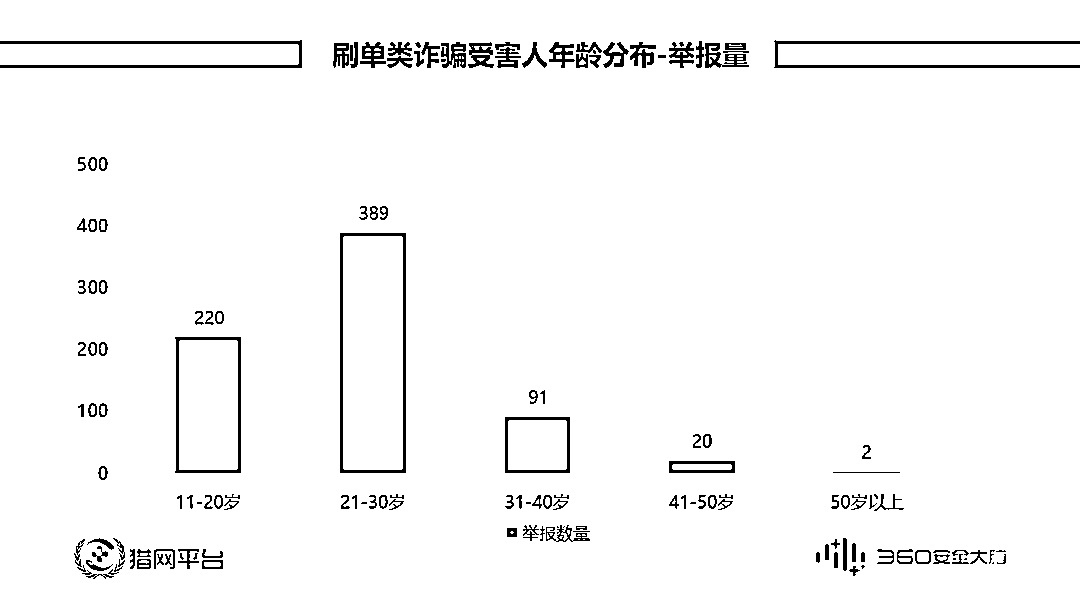 刷单类诈骗受害人年龄分布-举报量
500
400
300
200
100
0
220
389
91
20
2
11-20岁
21-30岁
31-40岁
41-50岁
50岁以上
举报数量
猎网平台
360安全大脑